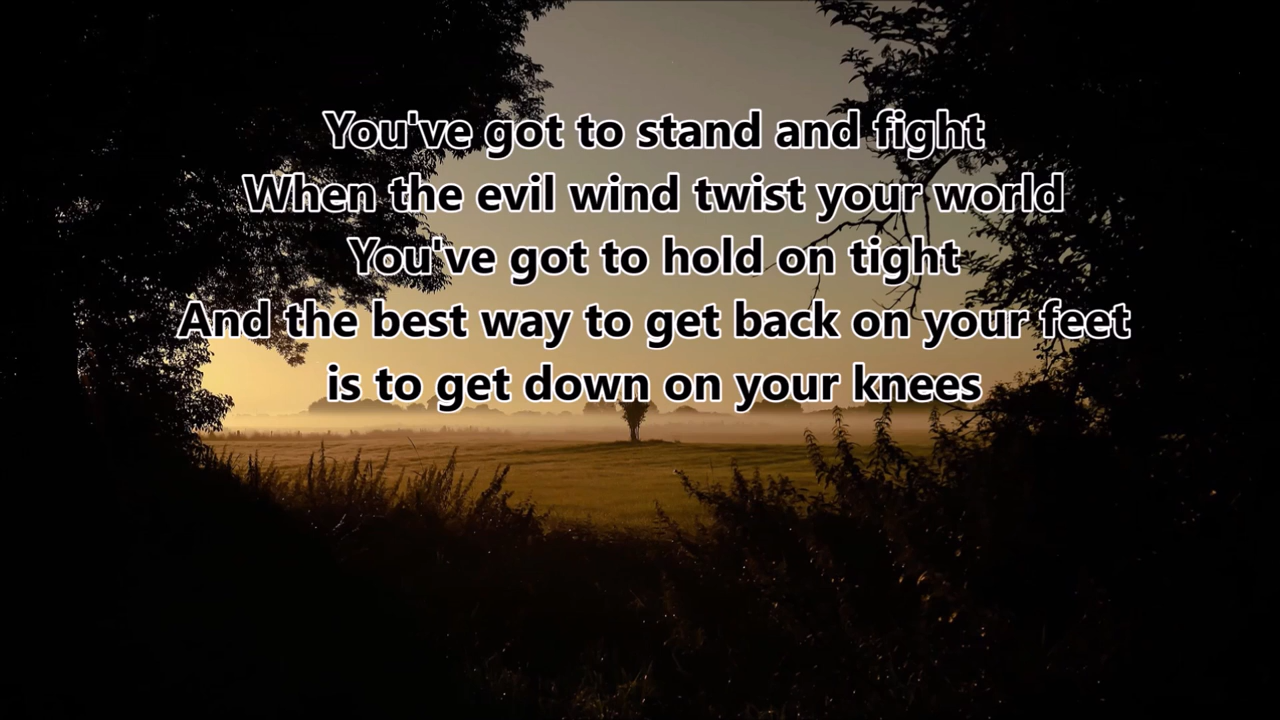 You've got to stand and fight
When the evil wind twist your world
You've got to hold on tight
And the best way to get back on your feet
is to get down on your knees